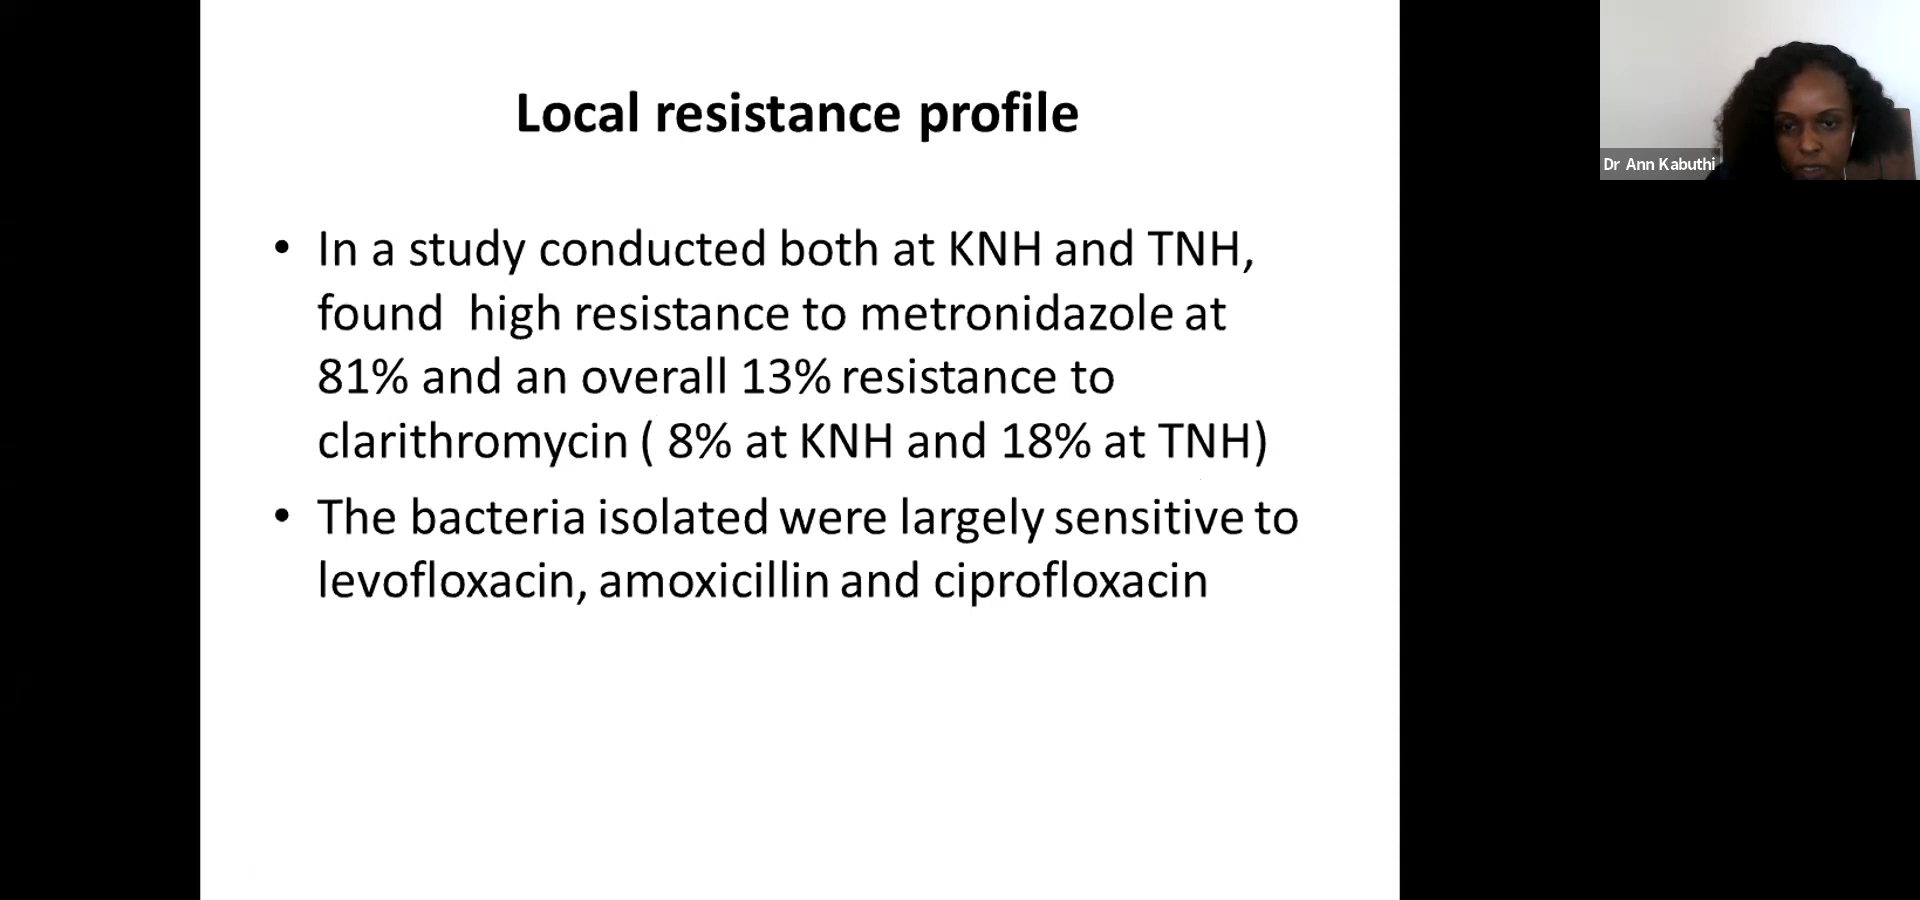 Local resistance profile
• In a study conducted both at KNH and TNH,
found high resistance to metronidazole at
81% and an overall 13% resistance to
clarithromycin ( 8% at KNH and 18% at TNH)
• The bacteria isolated were largely sensitive to
levofloxacin, amoxicillin and ciprofloxacin
Dr Ann Kabuthi